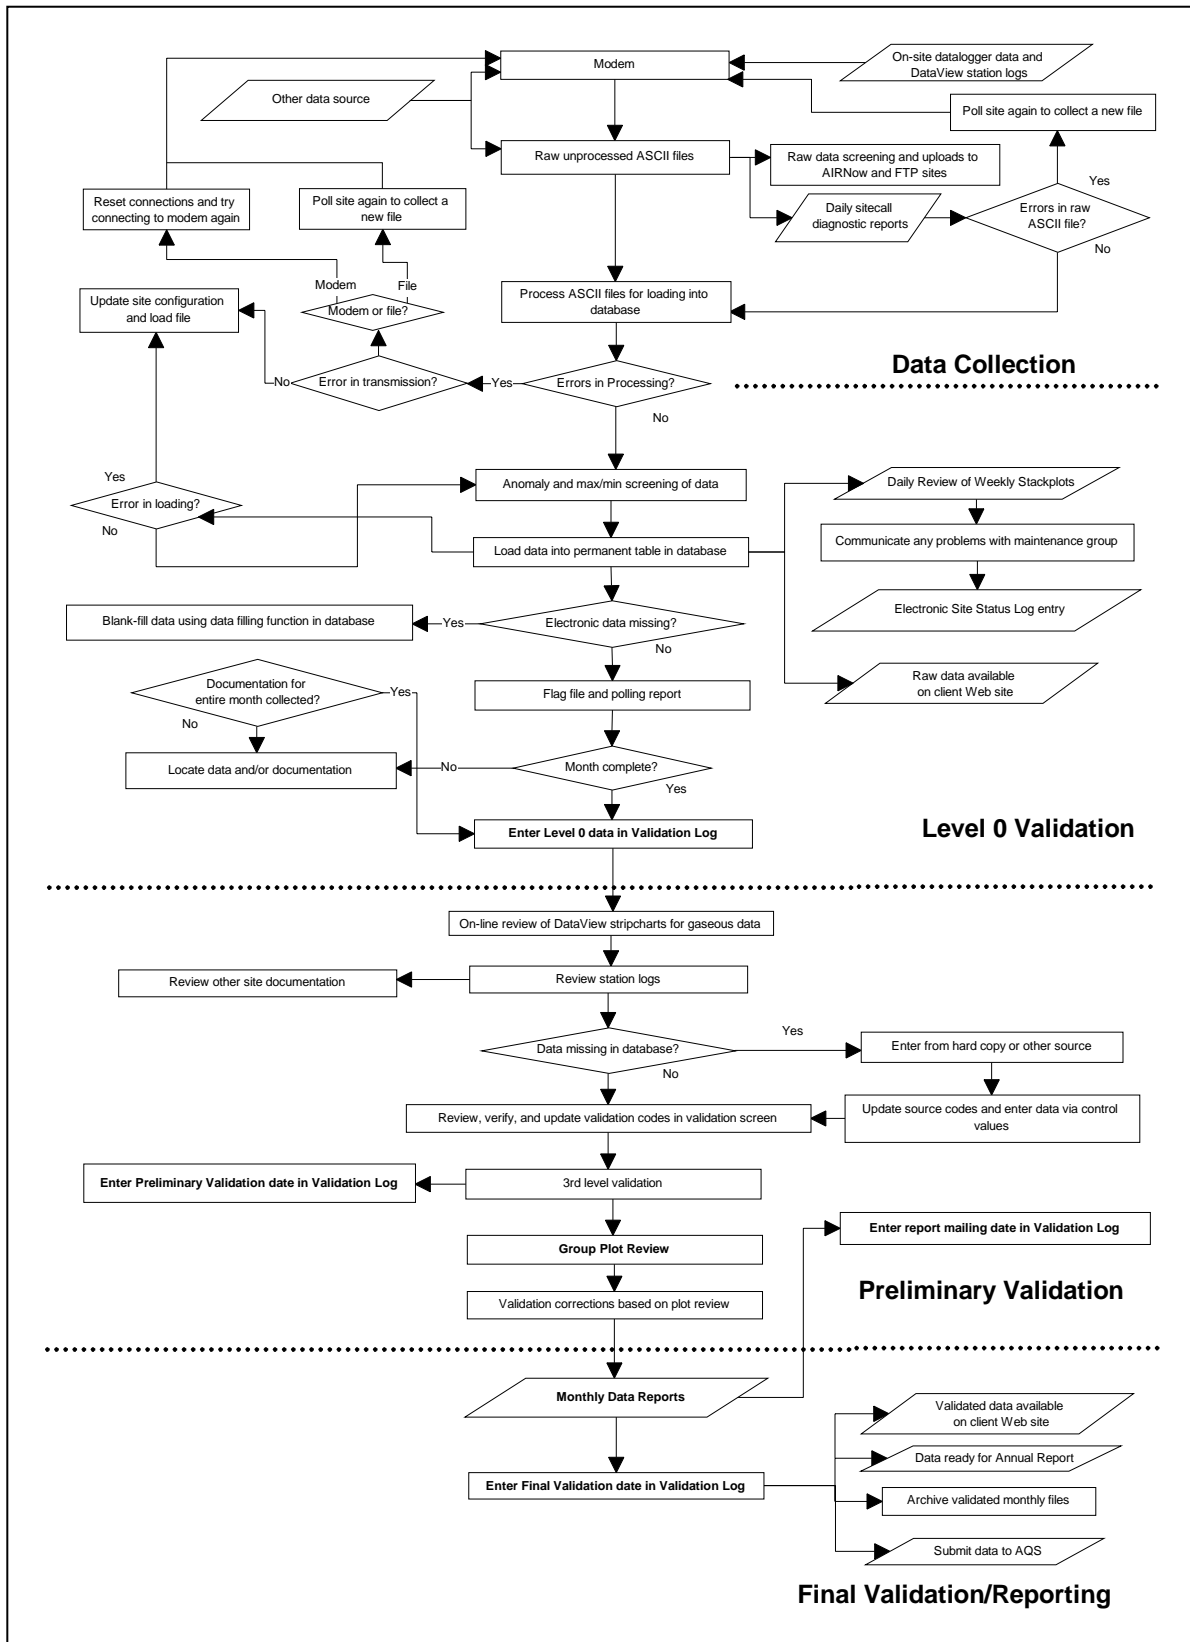 Modem
On-site datalogger data and
DataView station logs
Other data source
Poll site again to collect a new file
Raw unprocessed ASCII files
Raw data screening and uploads to
AIRNow and FTP sites
Yes
Reset connections and try
connecting to modem again
Poll site again to collect a
new file
Daily sitecall
diagnostic reports
Errors in raw
ASCII file?
No
Modem
File
Update site configuration
and load file
Modem or file?
Process ASCII files for loading into
database
Data Collection
No
Error in transmission?
Yes
Errors in Processing?
No
Yes
Error in loading?
No
Anomaly and max/min screening of data
Daily Review of Weekly Stackplots
Load data into permanent table in database
Communicate any problems with maintenance group
Electronic Site Status Log entry
Blank-fill data using data filling function in database
Yes
Electronic data missing?
No
Documentation for
entire month collected?
Yes
No
Flag file and polling report
Raw data available
on client Web site
Locate data and/or documentation
No
Month complete?
Yes
Enter Level 0 data in Validation Log
Level 0 Validation
On-line review of DataView stripcharts for gaseous data
Review other site documentation
Review station logs
Yes
Data missing in database?
No
Enter from hard copy or other source
Review, verify, and update validation codes in validation screen
Update source codes and enter data via control
values
Enter Preliminary Validation date in Validation Log
3rd level validation
Enter report mailing date in Validation Log
Group Plot Review
Preliminary Validation
Validation corrections based on plot review
Monthly Data Reports
Validated data available
on client Web site
Data ready for Annual Report
Enter Final Validation date in Validation Log
Archive validated monthly files
Submit data to AQS
Final Validation/Reporting